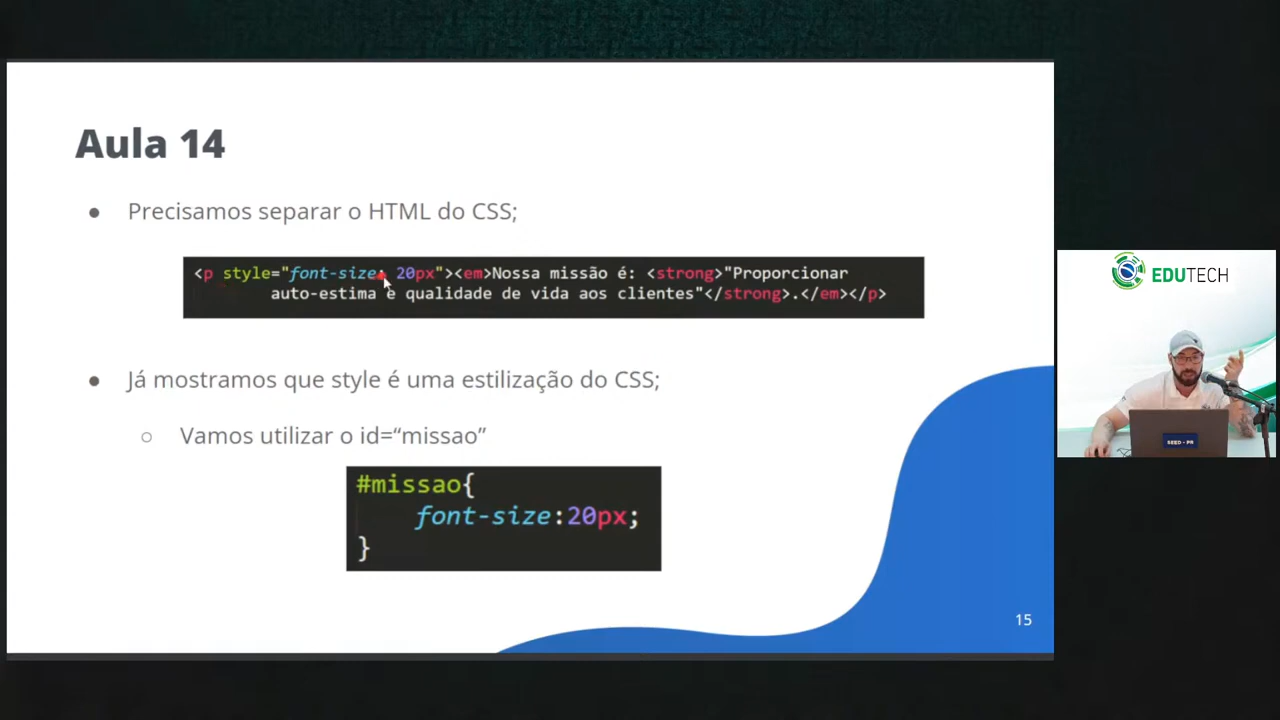 Aula 14
● Precisamos separar o HTML do CSS;
<p style="font-size: 20px"><em>Nossa missão é: <strong>"Proporcionar
auto-estima e qualidade de vida aos clientes"</strong>.</em></p>
EDUTECH
● Já mostramos que style é uma estilização do CSS;
○ Vamos utilizar o id=“missao”
SEED - PR
#missao{
font-size:20px;
}
15